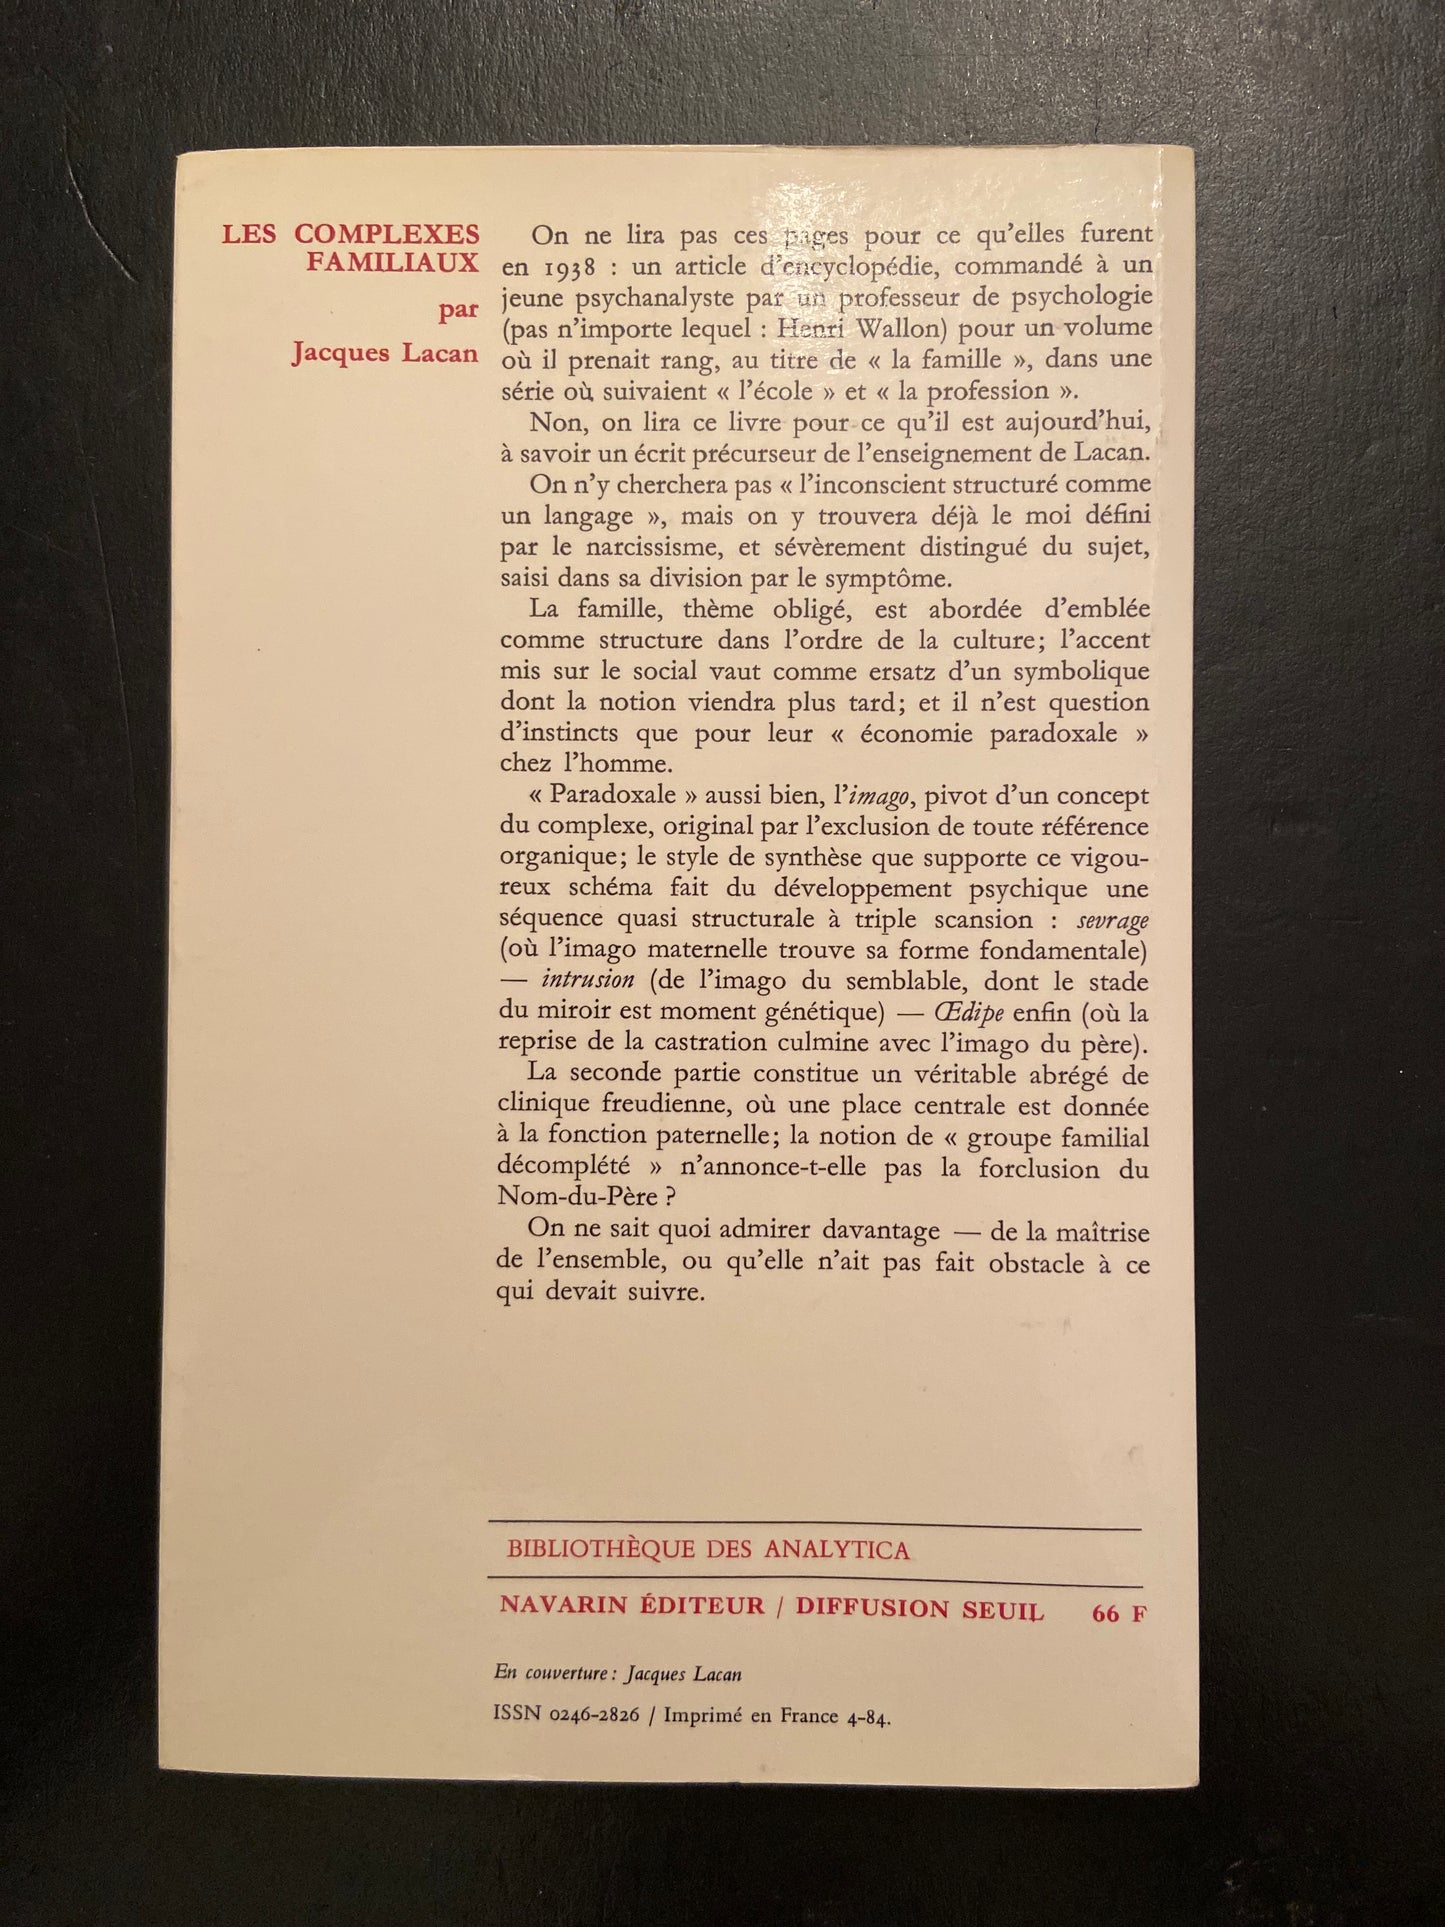 LES COMPLEXES
FAMILIAUX
par
Jacques Lacan
On ne lira pas ces pages pour ce qu'elles furent
en 1938 : un article d'encyclopédie, commandé à un
jeune psychanalyste par un professeur de psychologie
(pas n'importe lequel : Henri Wallon) pour un volume
où il prenait rang, au titre de « la famille », dans une
série où suivaient « l'école » et « la profession ».
Non, on lira ce livre pour ce qu'il est aujourd'hui,
à savoir un écrit précurseur de l'enseignement de Lacan.
On n'y cherchera pas « l'inconscient structuré comme
un langage », mais on y trouvera déjà le moi défini
par le narcissisme, et sévèrement distingué du sujet,
saisi dans sa division par le symptôme.
La famille, thème obligé, est abordée d'emblée
comme structure dans l'ordre de la culture; l'accent
mis sur le social vaut comme ersatz d'un symbolique
dont la notion viendra plus tard; et il n'est question
d'instincts que pour leur « économie paradoxale »
chez l'homme.
« Paradoxale » aussi bien, l'imago, pivot d'un concept
du complexe, original par l'exclusion de toute référence
organique; le style de synthèse que supporte ce vigou-
reux schéma fait du développement psychique une
séquence quasi structurale à triple scansion : sevrage
(où l'imago maternelle trouve sa forme fondamentale)
— intrusion (de l'imago du semblable, dont le stade
du miroir est moment génétique) — Œdipe enfin (où la
reprise de la castration culmine avec l'imago du père).
La seconde partie constitue un véritable abrégé de
clinique freudienne, où une place centrale est donnée
à la fonction paternelle; la notion de « groupe familial
décomplété » n'annonce-t-elle pas la forclusion du
Nom-du-Père ?
On ne sait quoi admirer davantage — de la maîtrise
de l'ensemble, ou qu'elle n'ait pas fait obstacle à ce
qui devait suivre.
BIBLIOTHÈQUE DES ANALYTICA
NAVARIN ÉDITEUR / DIFFUSION SEUIL 66 F
En couverture : Jacques Lacan
ISSN 0246-2826 / Imprimé en France 4-84.